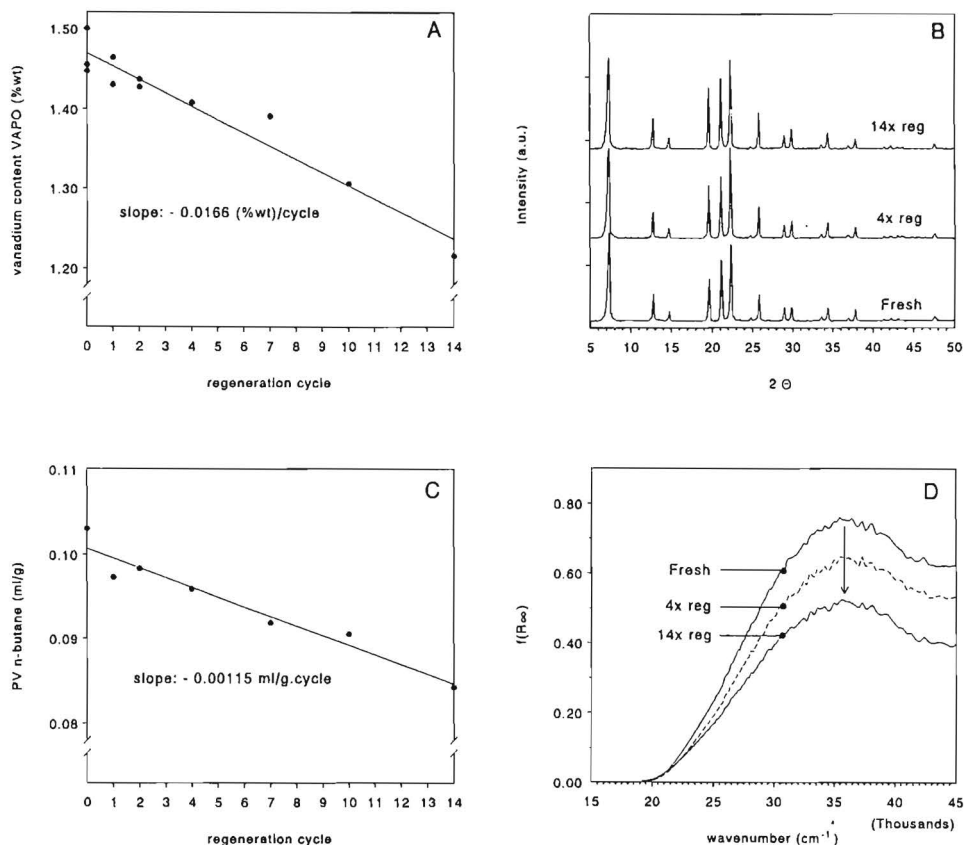 A
vanadium content VAPO (%wt)
1.50
1.40
1.30
1.20
slope: - 0.0166 (%wt)/cycle
0 1 2 3 4 5 6 7 8 9 10 11 12 13 14
regeneration cycle
B
Intensity (a.u.)
14x reg
4x reg
Fresh
5 10 15 20 25 30 35 40 45 50
2 Θ
C
PV n-butane (ml/g)
0.11
0.10
0.09
0.08
slope: - 0.00115 ml/g.cycle
0 1 2 3 4 5 6 7 8 9 10 11 12 13 14
regeneration cycle
D
f(R∞)
0.80
0.60
0.40
0.20
0.00
Fresh
4x reg
14x reg
15 20 25 30 35 40 45
(Thousands)
wavenumber (cm⁻¹)